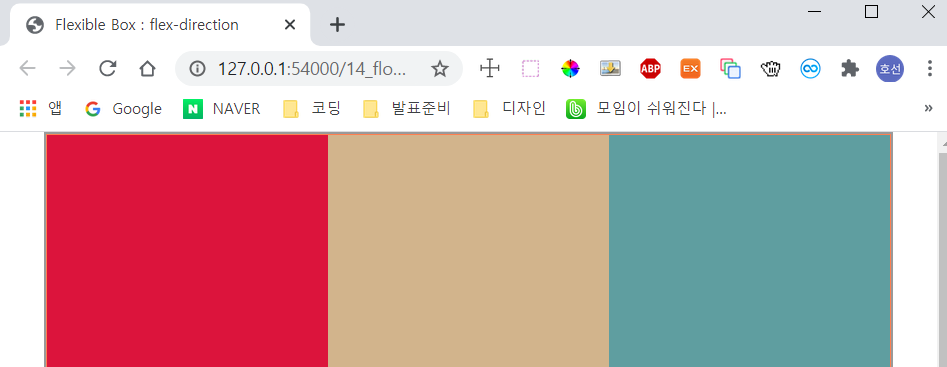 Flexible Box : flex-direction
127.0.0.1:54000/14_flo...
ABP
EX
호선
앱 Google N NAVER 코딩 발표준비 디자인 b 모임이 쉬워진다 |... »